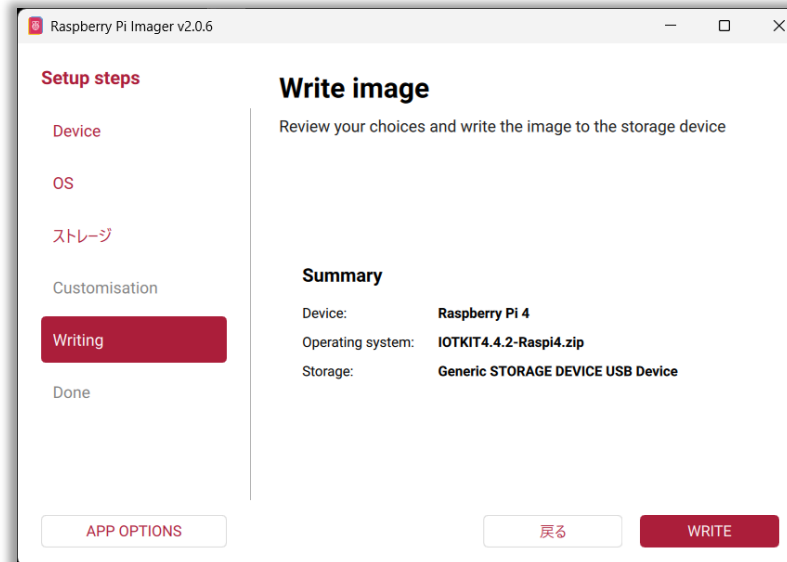 Raspberry Pi Imager v2.0.6
Setup steps
Device
OS
ストレージ
Customisation
Writing
Done
APP OPTIONS
Write image
Review your choices and write the image to the storage device
Summary
Device: Raspberry Pi 4
Operating system: IOTKIT4.4.2-Raspi4.zip
Storage: Generic STORAGE DEVICE USB Device
戻る
WRITE